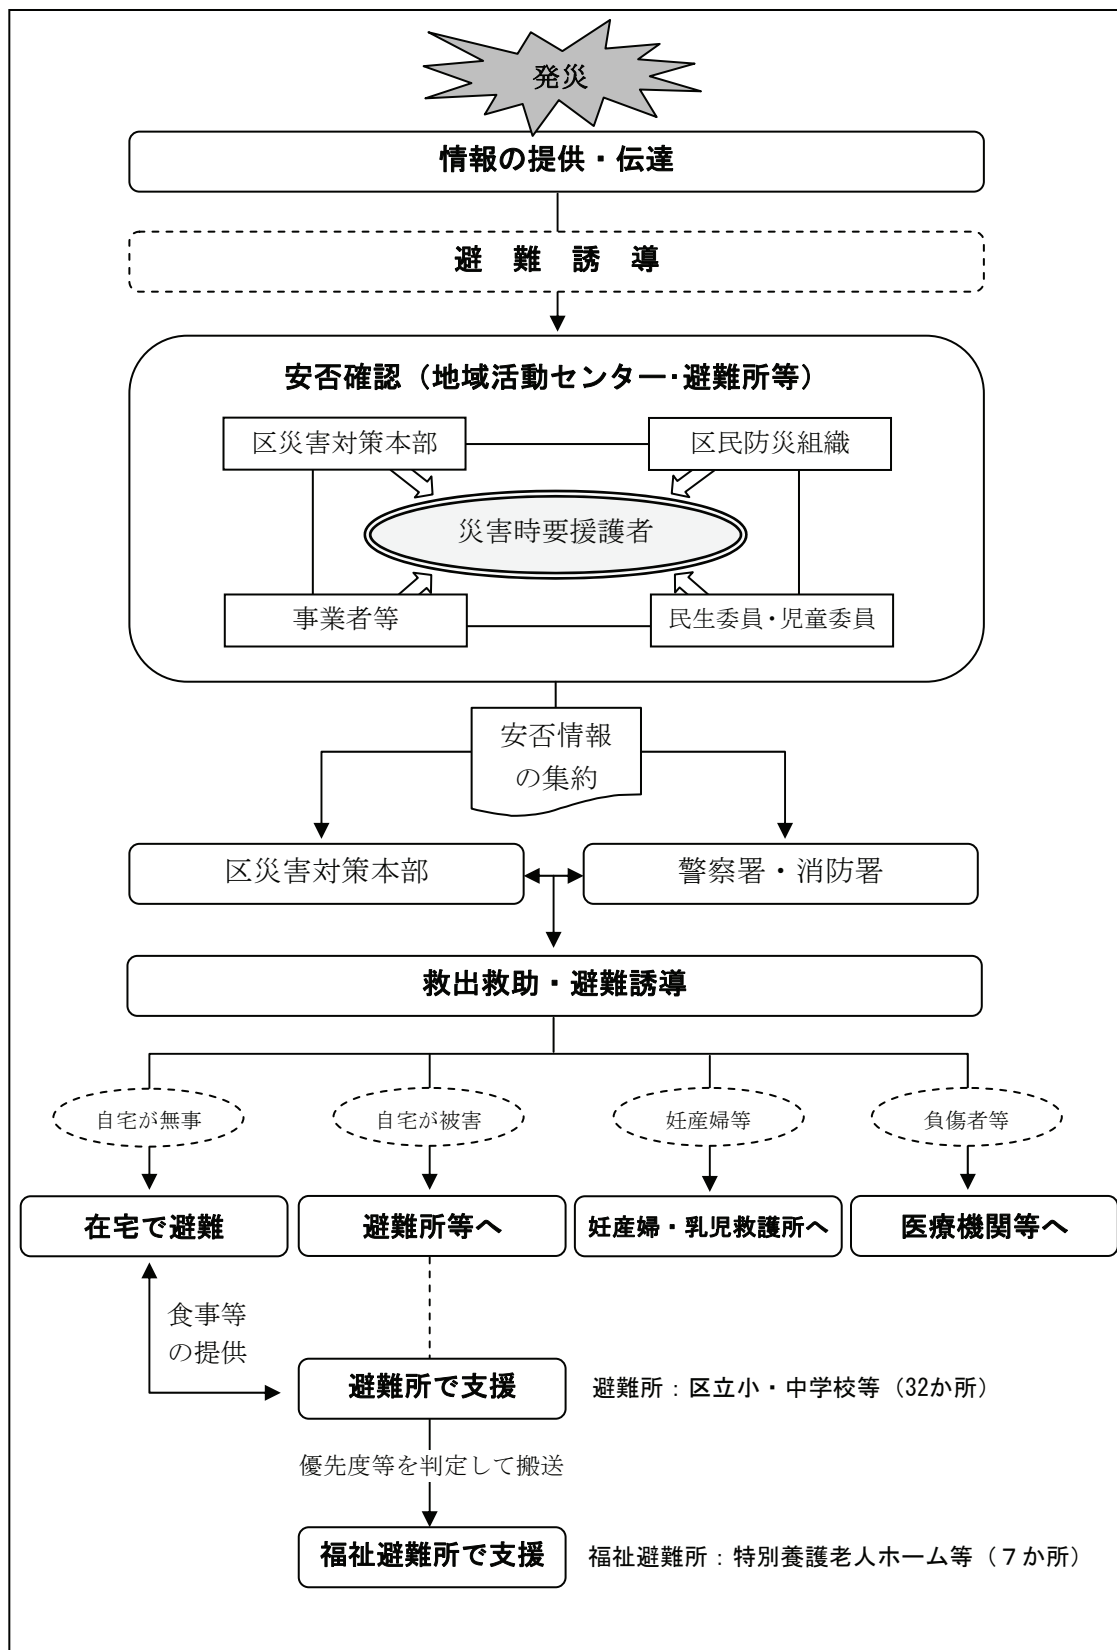 発災
情報の提供・伝達
避 難 誘 導
安否確認（地域活動センター・避難所等）
区災害対策本部
区民防災組織
災害時要援護者
事業者等
民生委員・児童委員
安否情報
の集約
区災害対策本部
警察署・消防署
救出救助・避難誘導
自宅が無事
自宅が被害
妊産婦等
負傷者等
在宅で避難
避難所等へ
妊産婦・乳児救護所へ
医療機関等へ
食事等
の提供
避難所で支援
避難所：区立小・中学校等（32か所）
優先度等を判定して搬送
福祉避難所で支援
福祉避難所：特別養護老人ホーム等（７か所）